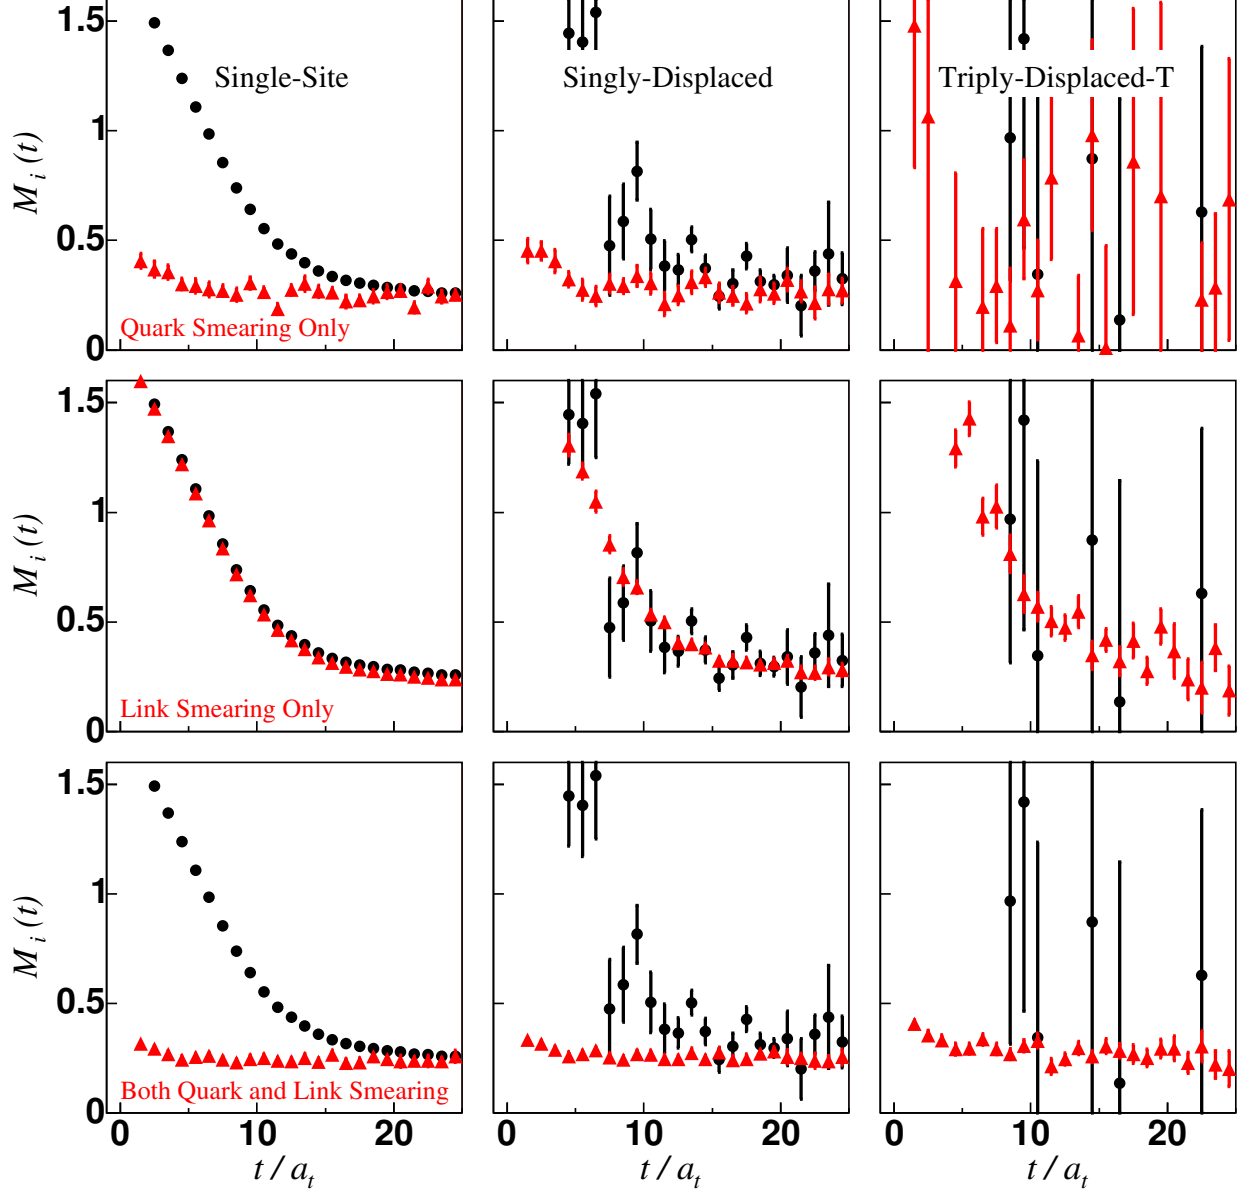 1.5
Single-Site
Singly-Displaced
Triply-Displaced-T
1
M i (t)
0.5
Quark Smearing Only
0
1.5
1
M i (t)
0.5
Link Smearing Only
0
1.5
1
M i (t)
0.5
Both Quark and Link Smearing
0
0 10 20
0 10 20
10 20
t / a t
t / a t
t / a t